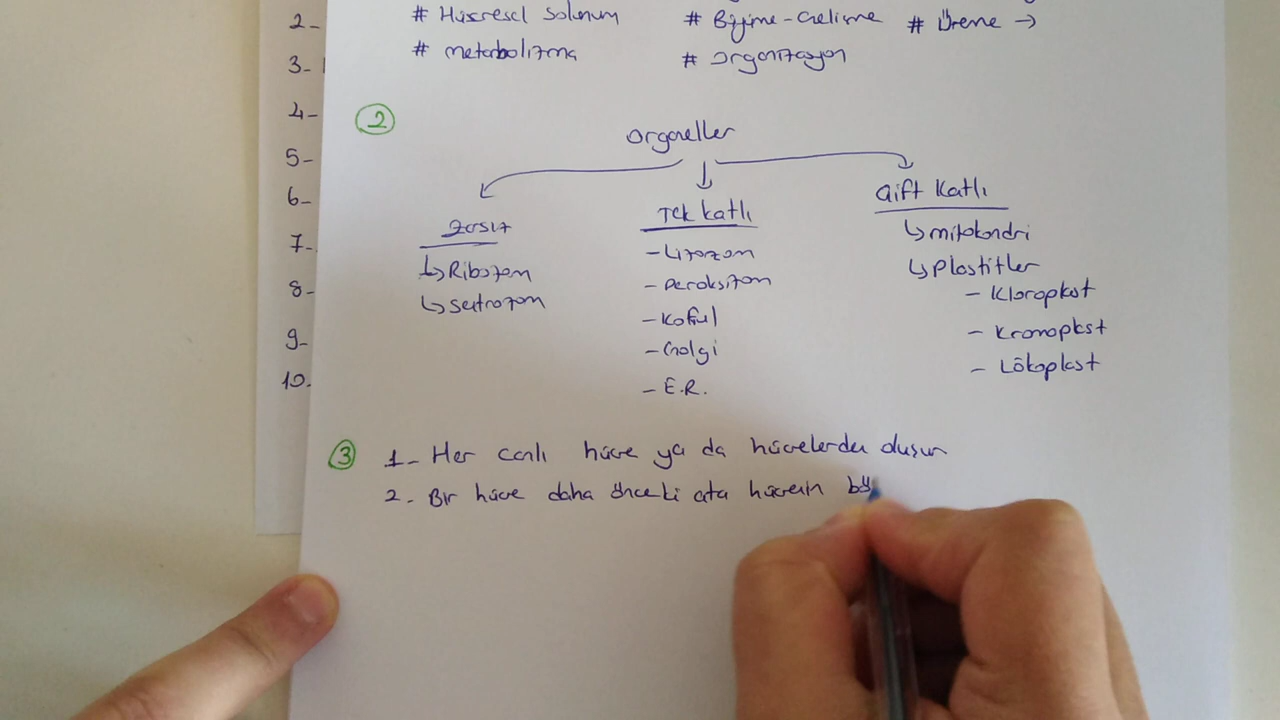 2-
# Hücresel Solunum # Büyüme-Gelişme # Üreme →
3-
# metabolizma # organizasyon
4-
2
5-
organeller
6-
Zarsız Tek katlı Çift Katlı
7-
↳ Ribozom - Lizozom ↳ mitokondri
8-
↳ Sentrozom - Peroksizom ↳ Plastitler
- Koful - Kloroplast
9-
- Golgi - Kromoplast
10.
- E.R. - Lökoplast
3 1- Her canlı hücre ya da hücrelerden oluşur
2- Bir hücre daha önceki ata hücrenin